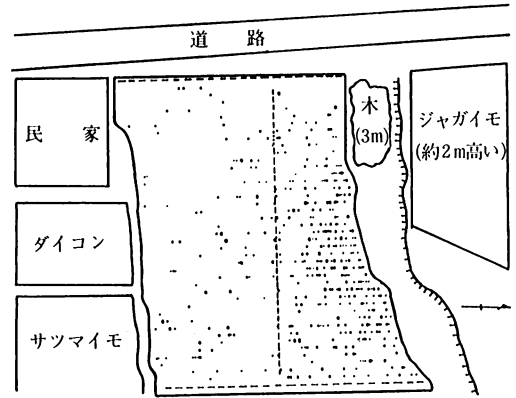 道路
民家
木
(3m)
ジャガイモ
(約2m高い)
ダイコン
サツマイモ